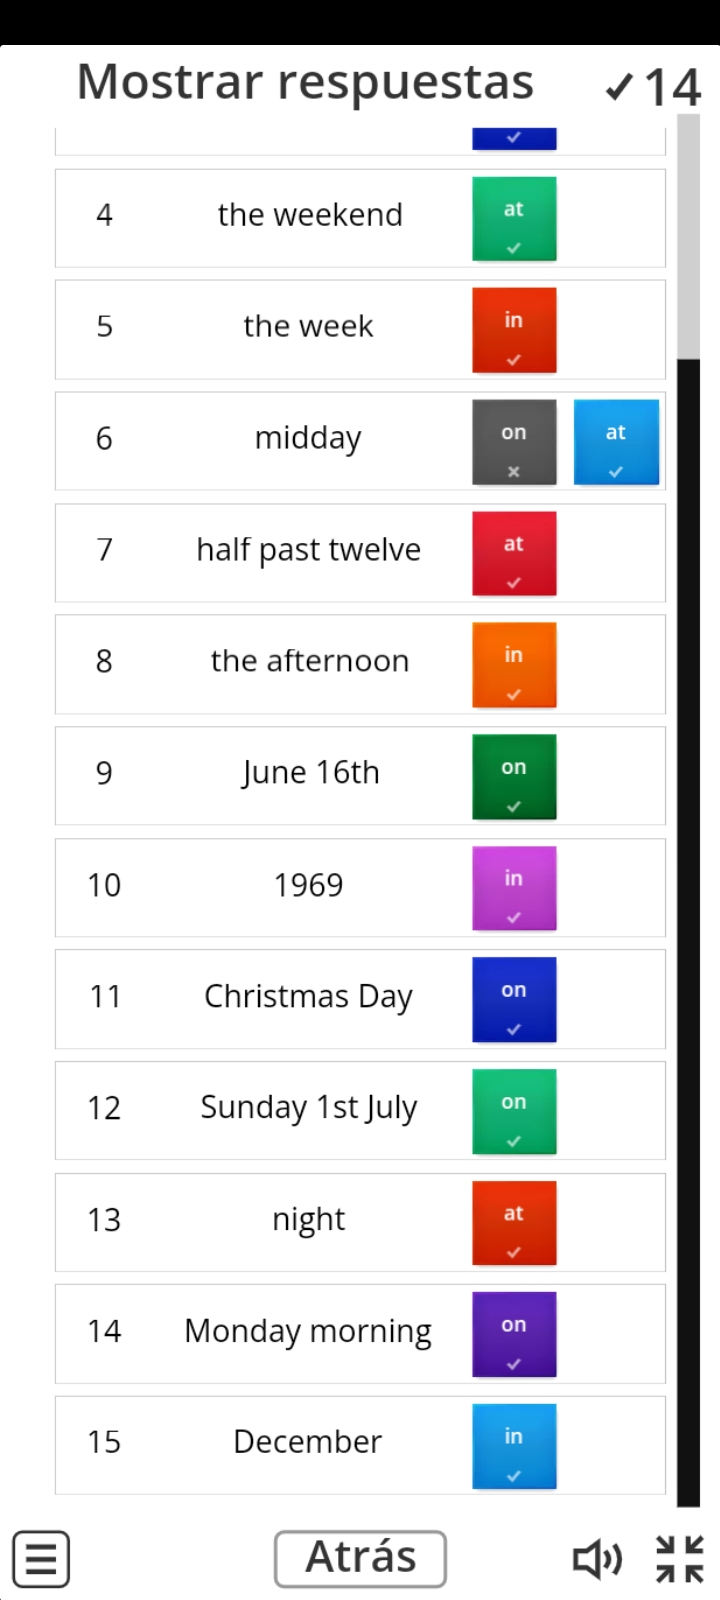 Mostrar respuestas ✓14
4 the weekend at
5 the week in
6 midday on at
7 half past twelve at
8 the afternoon in
9 June 16th on
10 1969 in
11 Christmas Day on
12 Sunday 1st July on
13 night at
14 Monday morning on
15 December in
Atrás